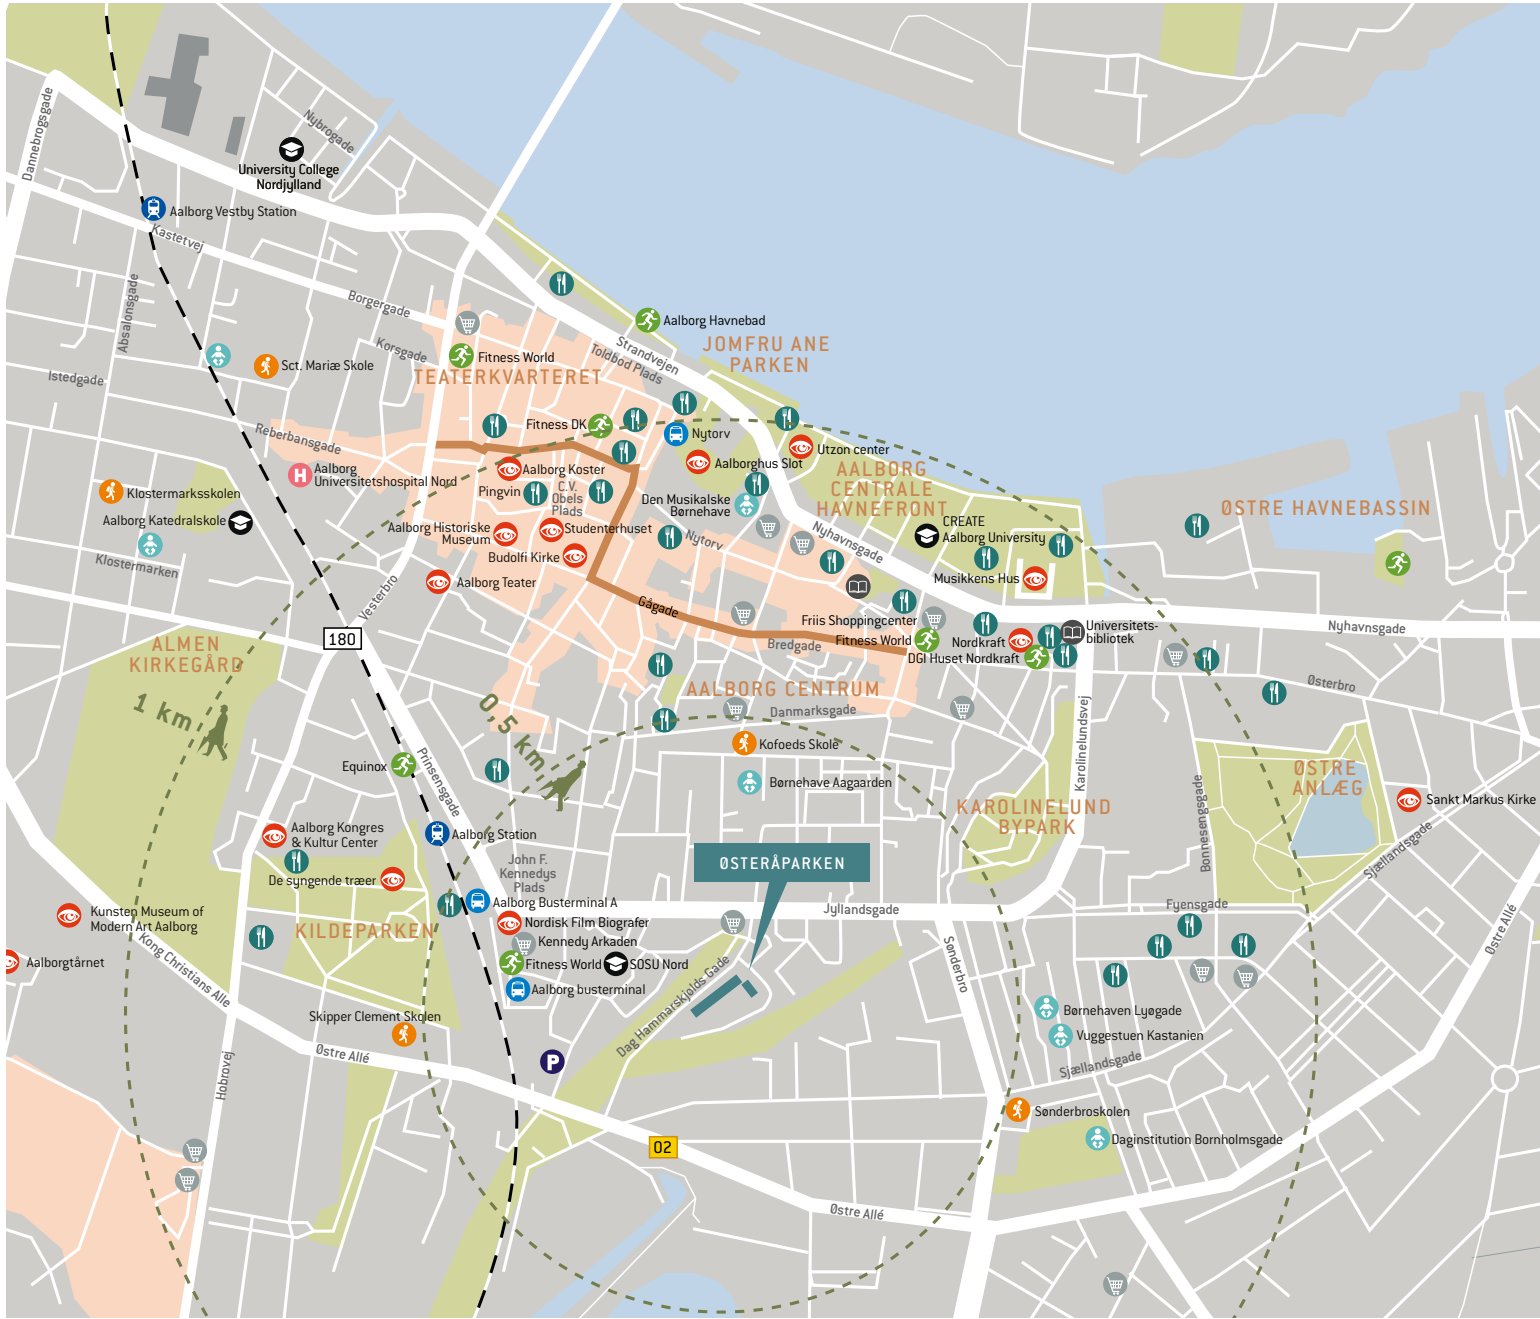 Dannebrogsgade
Nybrogade
University College
Nordjylland
Aalborg Vestby Station
Kastetvej
Absalonsgade
Borgergade
Korsgade
Istedgade
Sct. Mariæ Skole
Reberbansgade
Fitness World
TEATERKVARTERET
Aalborg Havnebad
Strandvejen
Toldbod Plads
JOMFRU ANE
PARKEN
Fitness DK
Nytorv
Aalborghus Slot
Utzon center
AALBORG
CENTRALE
HAVNEFRONT
ØSTRE HAVNEBASSIN
H
Aalborg
Universitetshospital Nord
Klostermarksskolen
Aalborg Katedralskole
Klostermarken
Aalborg Koster
Pingvin
C.V.
Obels
Plads
Den Musikalske
Børnehave
Aalborg Historiske
Museum
Studenterhuset
Budolfi Kirke
Nytorv
Nyhavnsgade
CREATE
Aalborg University
Musikkens Hus
Aalborg Teater
Vesterbro
Gågade
Bredgade
Friis Shoppingcenter
Fitness World
Nordkraft
DGI Huset Nordkraft
Universitets-
bibliotek
Nyhavnsgade
Østerbro
180
ALMEN
KIRKEGÅRD
1 km
0,5 km
AALBORG CENTRUM
Danmarksgade
Kofoeds Skole
Børnehave Aagaarden
Karolinelundsvej
KAROLINELUND
BYPARK
Bonnesensgade
ØSTRE
ANLÆG
Sankt Markus Kirke
Sjællandsgade
Equinox
Prinsensgade
Aalborg Station
Aalborg Kongres
& Kultur Center
De syngende træer
John F.
Kennedys
Plads
ØSTERÅPARKEN
Aalborg Busterminal A
Nordisk Film Biografer
Kennedy Arkaden
Fitness World
SOSU Nord
Aalborg busterminal
Jyllandsgade
Fyensgade
Østre Allé
Kunsten Museum of
Modern Art Aalborg
Aalborgtårnet
Kong Christians Alle
KILDEPARKEN
Skipper Clement Skolen
Østre Allé
Hobrovej
Dag Hammarskjølds Gade
Sønderbro
Børnehaven Lyøgade
Vuggestuen Kastanien
Sjællandsgade
P
Sønderbroskolen
Daginstitution Bornholmsgade
02
Østre Allé